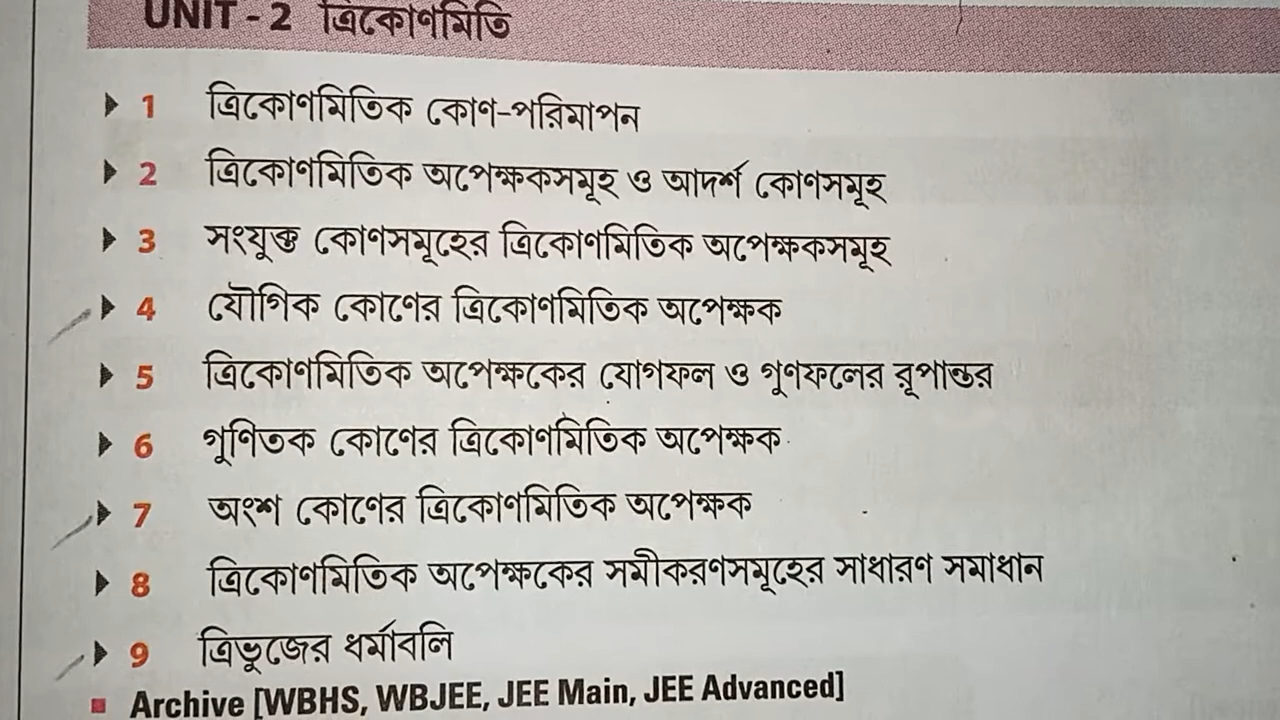 UNIT - 2 ত্রিকোণমিতি
1 ত্রিকোণমিতিক কোণ-পরিমাপন
2 ত্রিকোণমিতিক অপেক্ষকসমূহ ও আদর্শ কোণসমূহ
3 সংযুক্ত কোণসমূহের ত্রিকোণমিতিক অপেক্ষকসমূহ
4 যৌগিক কোণের ত্রিকোণমিতিক অপেক্ষক
5 ত্রিকোণমিতিক অপেক্ষকের যোগফল ও গুণফলের রূপান্তর
6 গুণিতক কোণের ত্রিকোণমিতিক অপেক্ষক
7 অংশ কোণের ত্রিকোণমিতিক অপেক্ষক
8 ত্রিকোণমিতিক অপেক্ষকের সমীকরণসমূহের সাধারণ সমাধান
9 ত্রিভুজের ধর্মাবলি
Archive [WBHS, WBJEE, JEE Main, JEE Advanced]